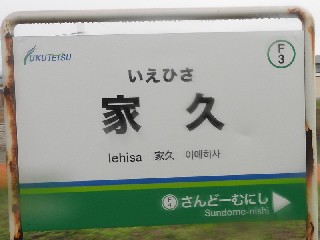 FUKUTETSU
F
3
いえひさ
家久
Iehisa 家久 이에히사
F
4
さんどーむにし
Sundome-nishi